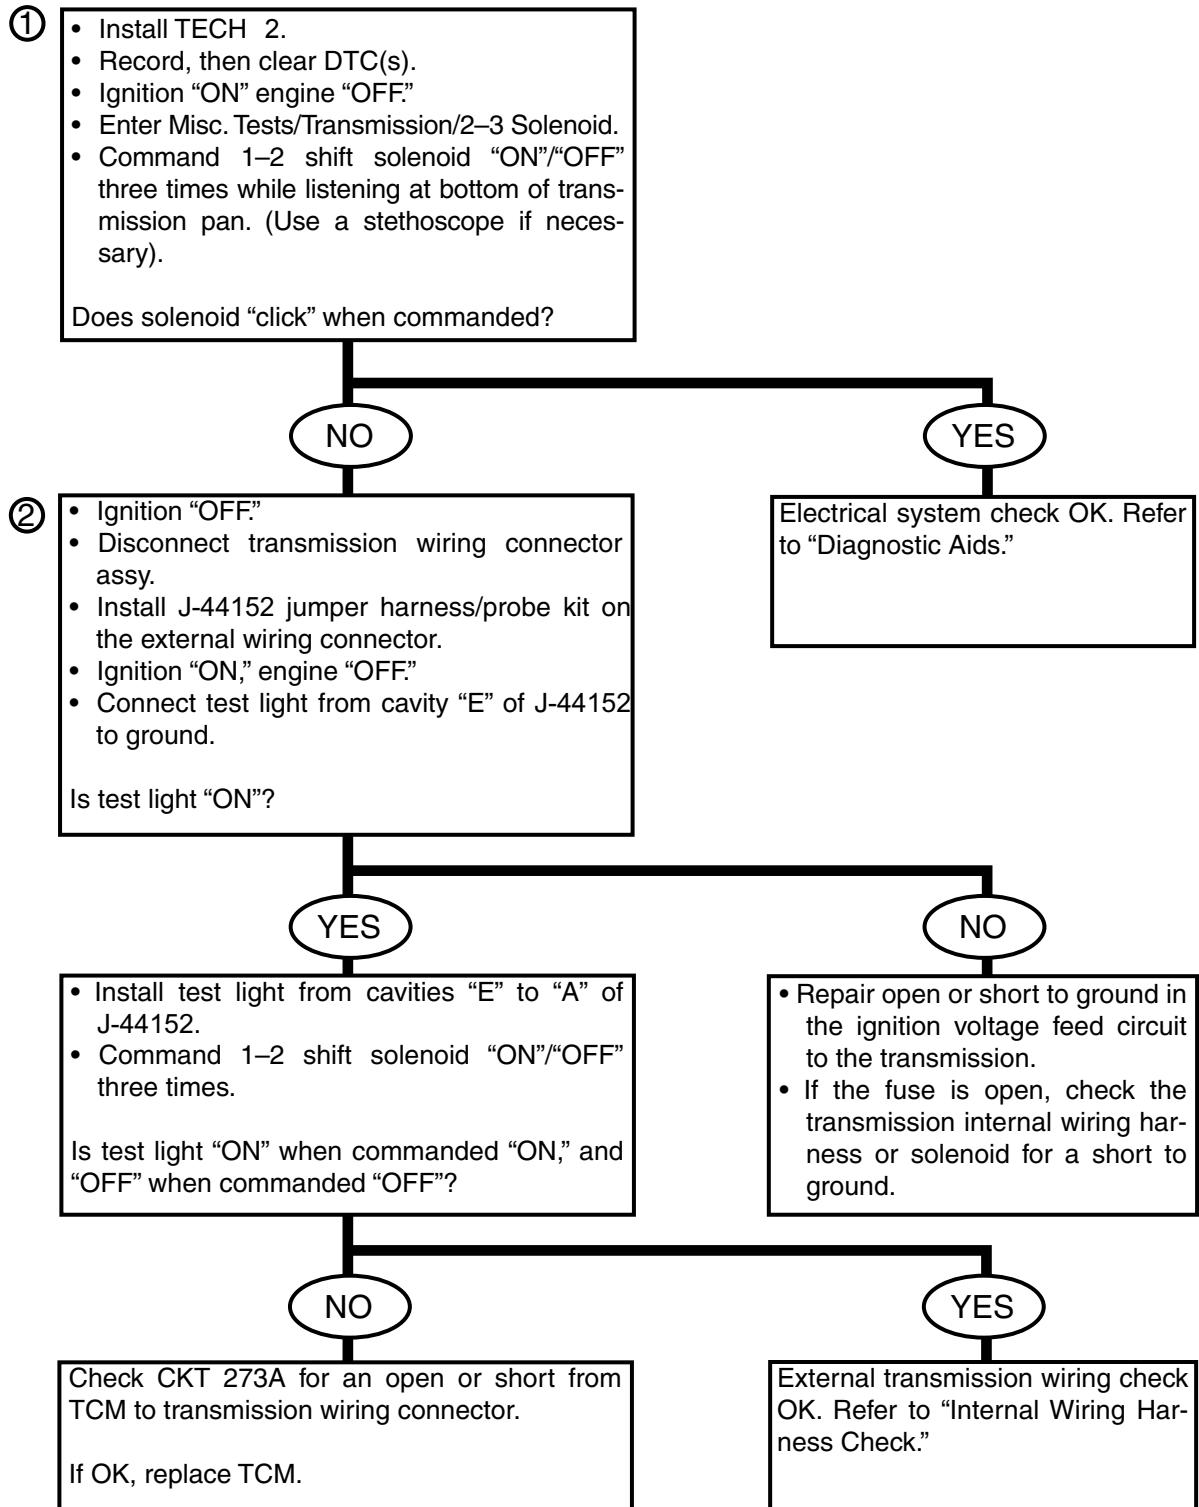 ①
• Install TECH 2.
• Record, then clear DTC(s).
• Ignition “ON” engine “OFF.”
• Enter Misc. Tests/Transmission/2–3 Solenoid.
• Command 1–2 shift solenoid “ON”/“OFF”
three times while listening at bottom of trans-
mission pan. (Use a stethoscope if neces-
sary).
Does solenoid “click” when commanded?
NO
YES
②
• Ignition “OFF.”
• Disconnect transmission wiring connector
assy.
• Install J-44152 jumper harness/probe kit on
the external wiring connector.
• Ignition “ON,” engine “OFF.”
• Connect test light from cavity “E” of J-44152
to ground.
Is test light “ON”?
Electrical system check OK. Refer
to “Diagnostic Aids.”
YES
NO
• Install test light from cavities “E” to “A” of
J-44152.
• Command 1–2 shift solenoid “ON”/“OFF”
three times.
Is test light “ON” when commanded “ON,” and
“OFF” when commanded “OFF”?
• Repair open or short to ground in
the ignition voltage feed circuit
to the transmission.
• If the fuse is open, check the
transmission internal wiring har-
ness or solenoid for a short to
ground.
NO
YES
Check CKT 273A for an open or short from
TCM to transmission wiring connector.
If OK, replace TCM.
External transmission wiring check
OK. Refer to “Internal Wiring Har-
ness Check.”